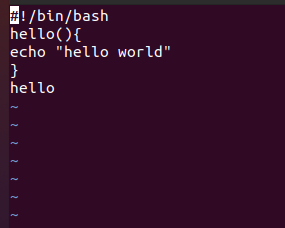 #!/bin/bash
hello(){
echo "hello world"
}
hello
~
~
~
~
~
~
~